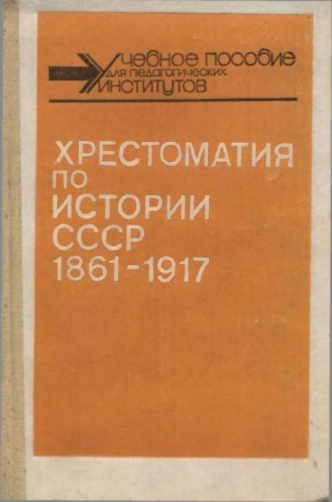 Учебное пособие
для педагогических
институтов
ХРЕСТОМАТИЯ
ПО
ИСТОРИИ
СССР
1861-1917